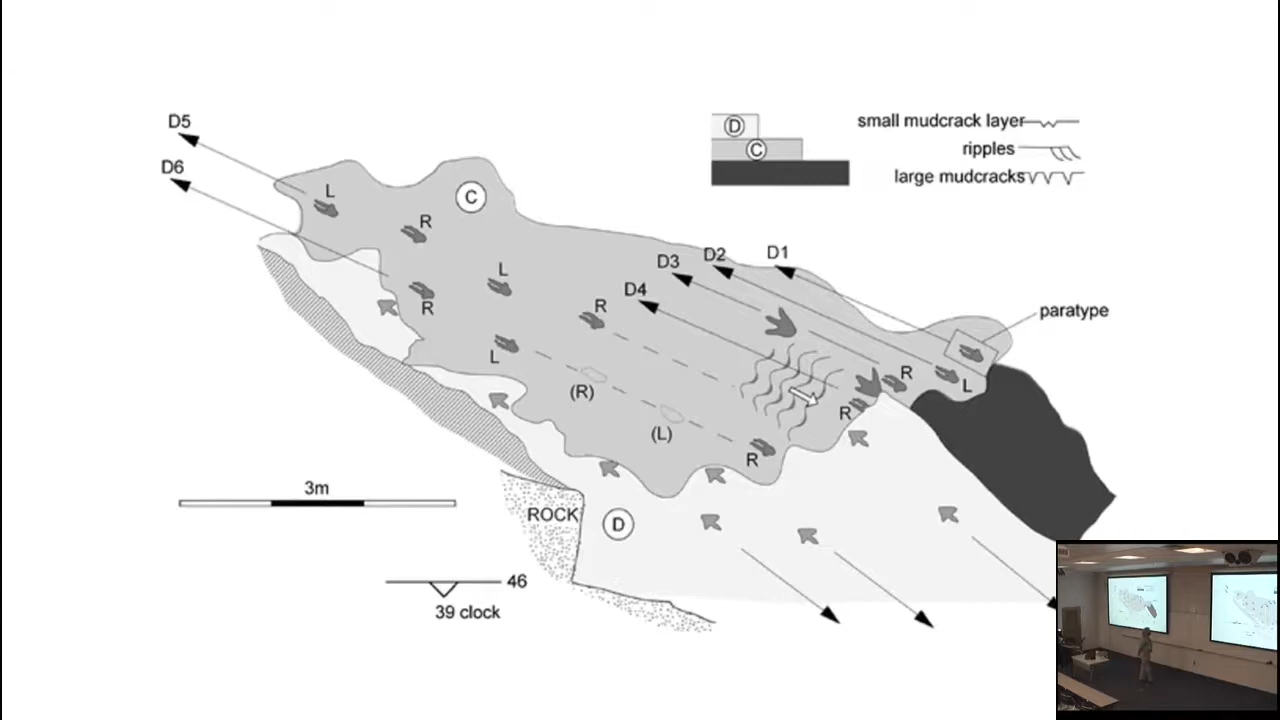 D5
D6
L
R
C
L
R
R
L
(R)
(L)
R
D4
D3
D2
D1
R
R
L
paratype
D
C
small mudcrack layer
ripples
large mudcracks
3m
ROCK
D
46
39 clock